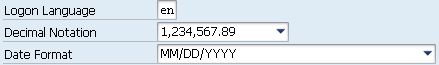 Logon Language en
Decimal Notation 1,234,567.89
Date Format MM/DD/YYYY